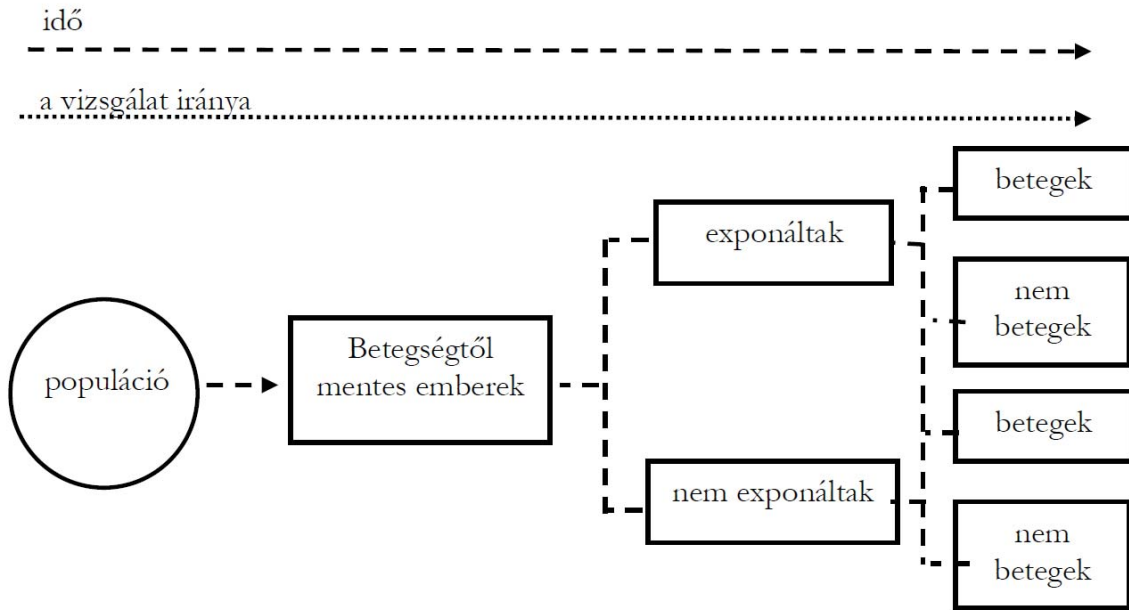 idő
a vizsgálat iránya
betegek
exponáltak
nem
betegek
Betegségtől
mentes emberek
populáció
betegek
nem exponáltak
nem
betegek